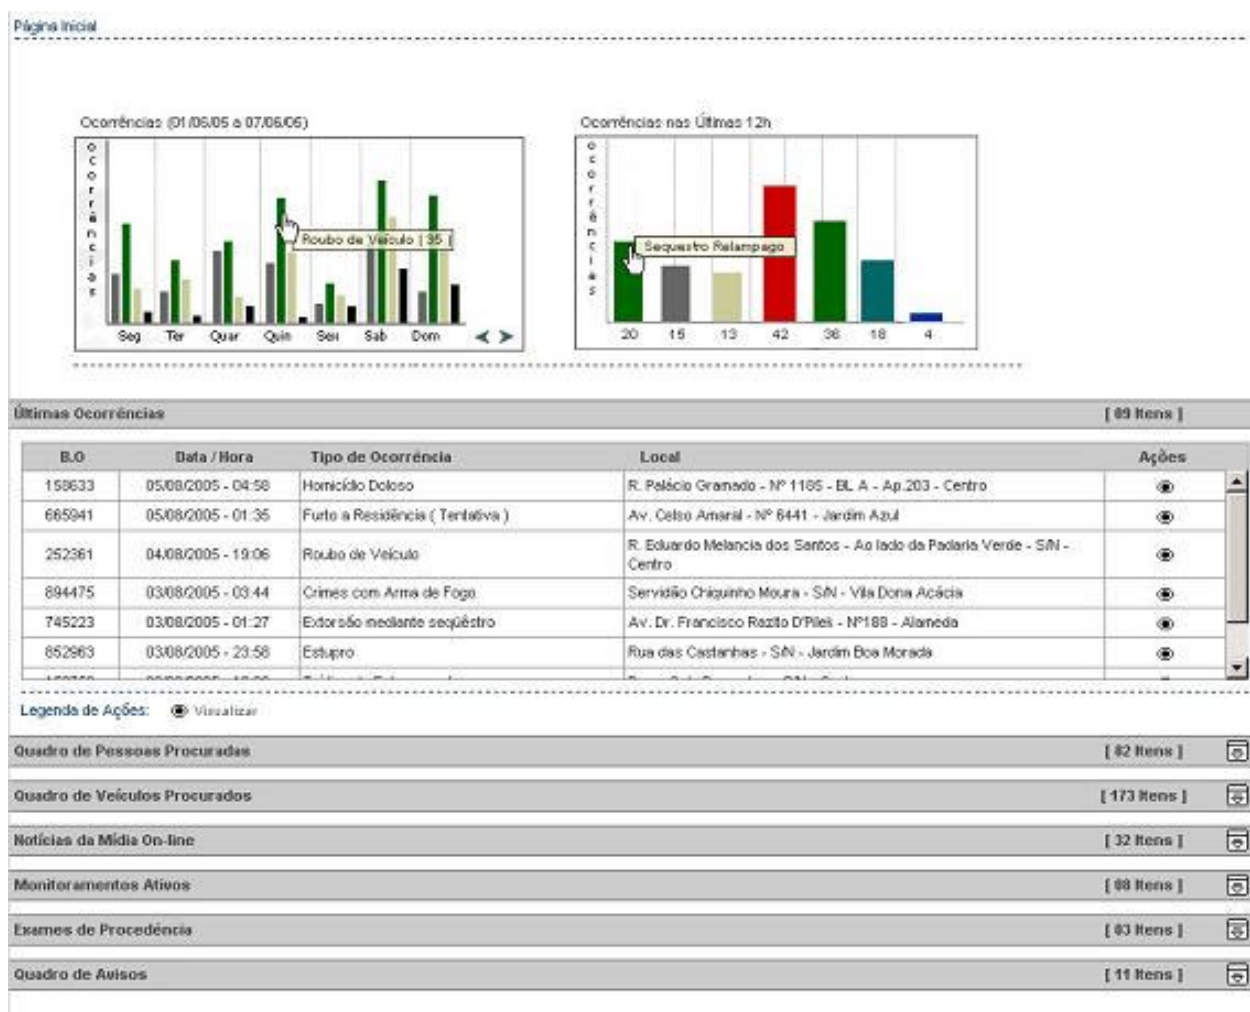 Página Inicial
Ocorrências (01/06/05 a 07/06/05)
Ocorrências nas Últimas 12h
ocorrências
Roubo de Veículo [ 35 ]
Seg Ter Quar Quin Sex Sab Dom
ocorrências
Sequestro Relampago
20 15 13 42 36 18 4
Últimas Ocorrências [ 09 Itens ]
B.O Data / Hora Tipo de Ocorrência Local Ações
158633 05/08/2005 - 04:58 Homicídio Doloso R. Palácio Gramado - Nº 1165 - BL A - Ap.203 - Centro
665941 05/08/2005 - 01:35 Furto a Residência ( Tentativa ) Av. Celso Amaral - Nº 6441 - Jardim Azul
252361 04/08/2005 - 19:06 Roubo de Veículo R. Eduardo Melancia dos Santos - Ao lado da Padaria Verde - S/N -
Centro
894475 03/08/2005 - 03:44 Crimes com Arma de Fogo Servidão Chiquinho Moura - S/N - Vila Dona Acácia
745223 03/08/2005 - 01:27 Extorsão mediante seqüêstro Av. Dr. Francisco Razito D'Pilek - Nº188 - Alameda
852963 03/08/2005 - 23:58 Estupro Rua das Castanhas - S/N - Jardim Boa Morada
Legenda de Ações: Visualizar
Quadro de Pessoas Procuradas [ 82 Itens ]
Quadro de Veículos Procurados [ 173 Itens ]
Notícias da Mídia On-line [ 32 Itens ]
Monitoramentos Ativos [ 08 Itens ]
Exames de Procedência [ 03 Itens ]
Quadro de Avisos [ 11 Itens ]